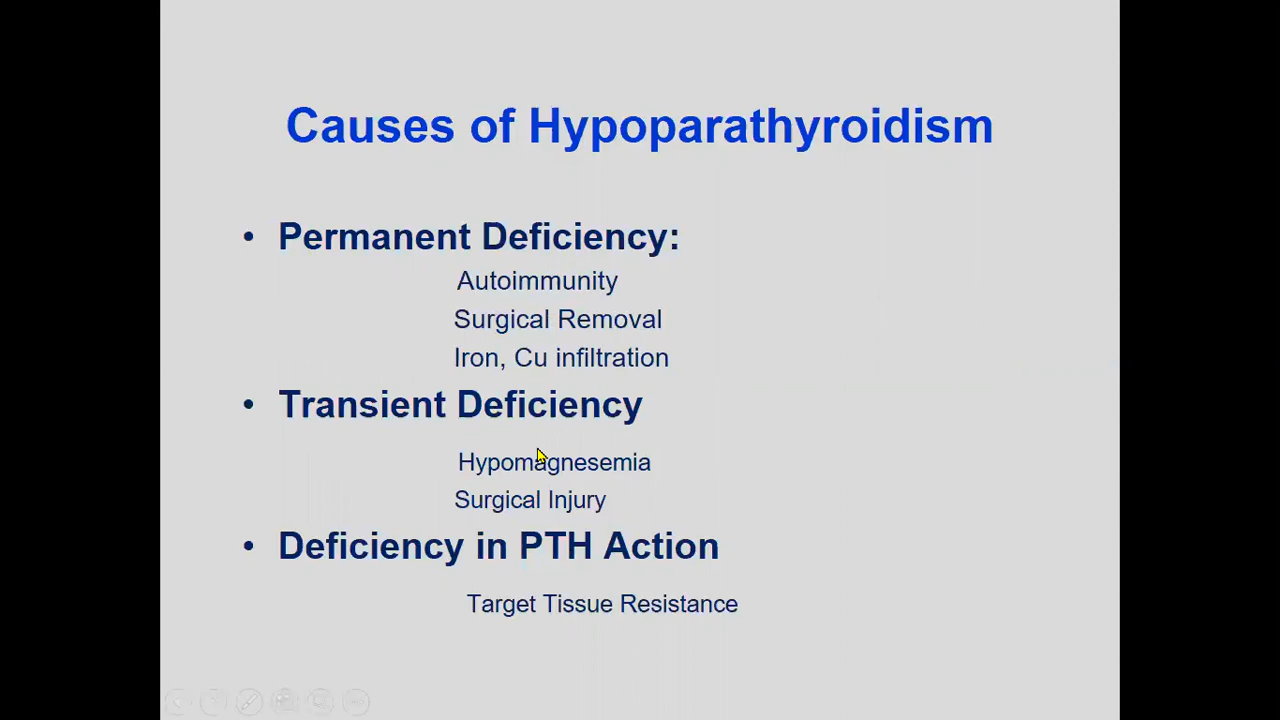 Causes of Hypoparathyroidism
• Permanent Deficiency:
Autoimmunity
Surgical Removal
Iron, Cu infiltration
• Transient Deficiency
Hypomagnesemia
Surgical Injury
• Deficiency in PTH Action
Target Tissue Resistance